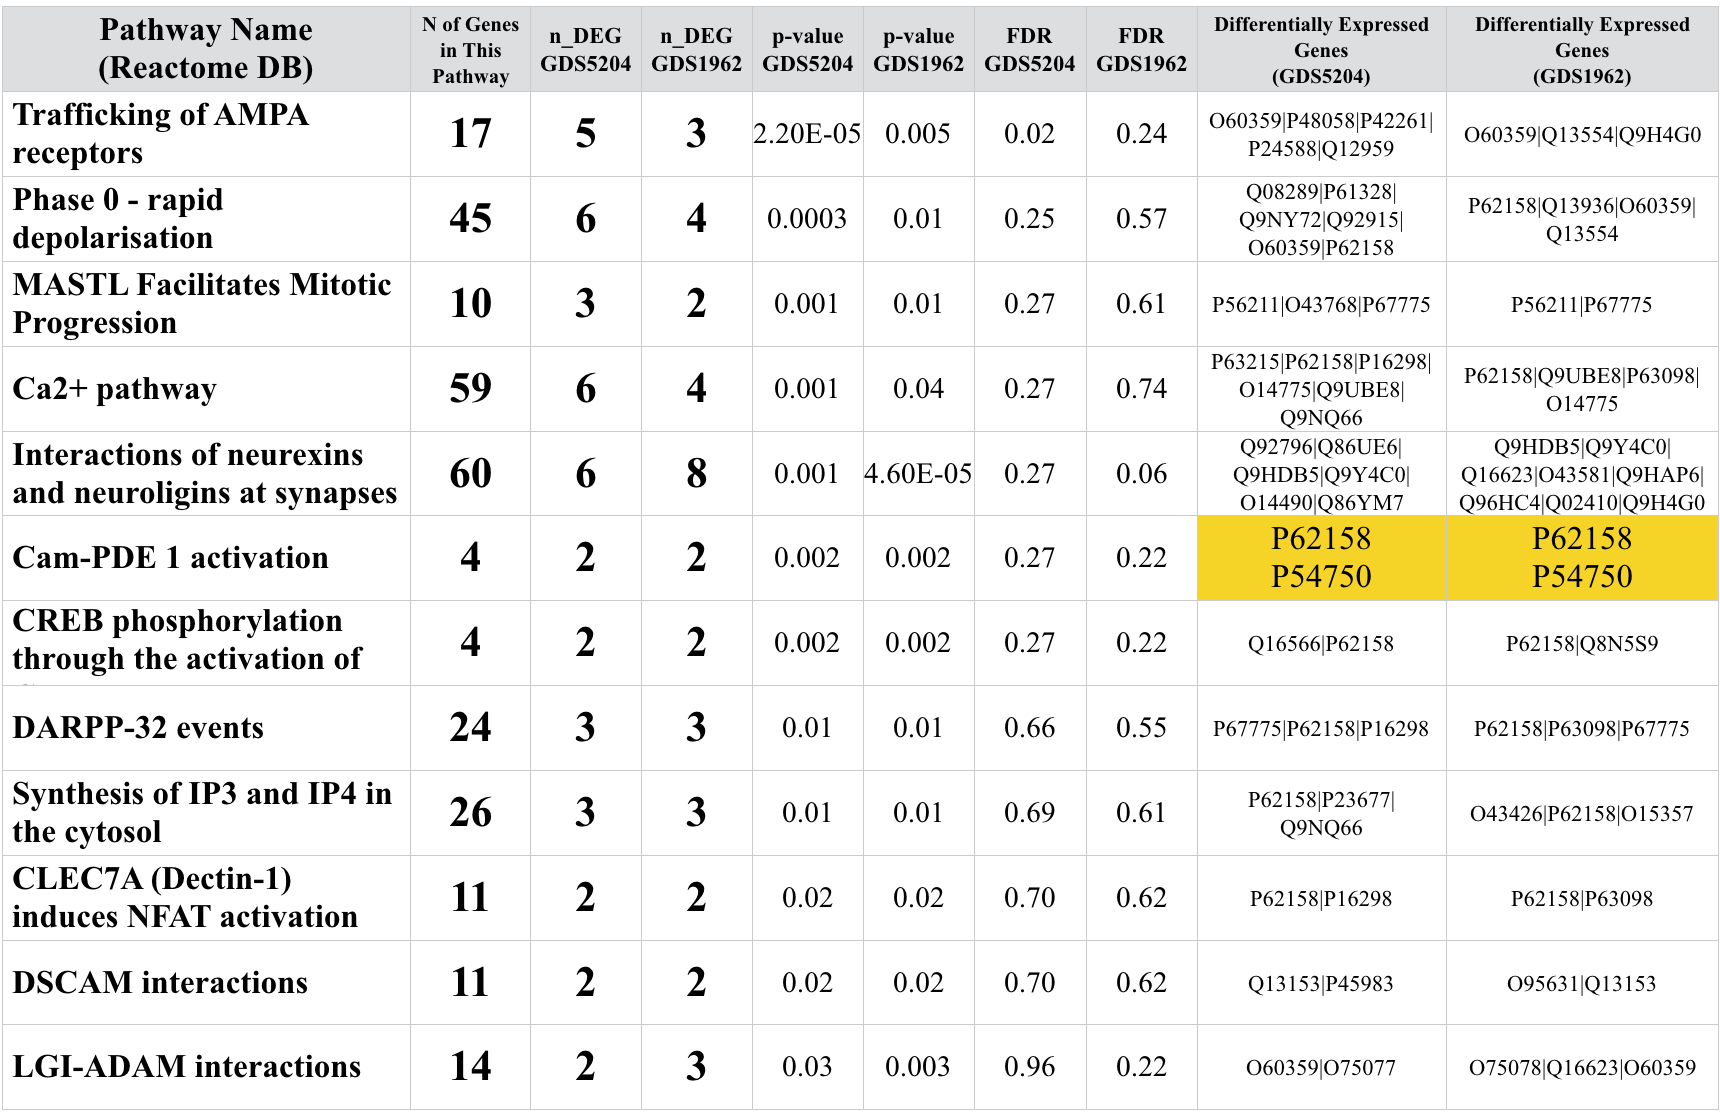 Pathway Name
(Reactome DB)
N of Genes
in This
Pathway
n_DEG
GDS5204
n_DEG
GDS1962
p-value
GDS5204
p-value
GDS1962
FDR
GDS5204
FDR
GDS1962
Differentially Expressed
Genes
(GDS5204)
Differentially Expressed
Genes
(GDS1962)
Trafficking of AMPA
receptors
17
5
3
2.20E-05
0.005
0.02
0.24
O60359|P48058|P42261|
P24588|Q12959
O60359|Q13554|Q9H4G0
Phase 0 - rapid
depolarisation
45
6
4
0.0003
0.01
0.25
0.57
Q08289|P61328|
Q9NY72|Q92915|
O60359|P62158
P62158|Q13936|O60359|
Q13554
MASTL Facilitates Mitotic
Progression
10
3
2
0.001
0.01
0.27
0.61
P56211|O43768|P67775
P56211|P67775
Ca2+ pathway
59
6
4
0.001
0.04
0.27
0.74
P63215|P62158|P16298|
O14775|Q9UBE8|
Q9NQ66
P62158|Q9UBE8|P63098|
O14775
Interactions of neurexins
and neuroligins at synapses
60
6
8
0.001
4.60E-05
0.27
0.06
Q92796|Q86UE6|
Q9HDB5|Q9Y4C0|
O14490|Q86YM7
Q9HDB5|Q9Y4C0|
Q16623|O43581|Q9HAP6|
Q96HC4|Q02410|Q9H4G0
Cam-PDE 1 activation
4
2
2
0.002
0.002
0.27
0.22
P62158
P54750
P62158
P54750
CREB phosphorylation
through the activation of
4
2
2
0.002
0.002
0.27
0.22
Q16566|P62158
P62158|Q8N5S9
DARPP-32 events
24
3
3
0.01
0.01
0.66
0.55
P67775|P62158|P16298
P62158|P63098|P67775
Synthesis of IP3 and IP4 in
the cytosol
26
3
3
0.01
0.01
0.69
0.61
P62158|P23677|
Q9NQ66
O43426|P62158|O15357
CLEC7A (Dectin-1)
induces NFAT activation
11
2
2
0.02
0.02
0.70
0.62
P62158|P16298
P62158|P63098
DSCAM interactions
11
2
2
0.02
0.02
0.70
0.62
Q13153|P45983
O95631|Q13153
LGI-ADAM interactions
14
2
3
0.03
0.003
0.96
0.22
O60359|O75077
O75078|Q16623|O60359